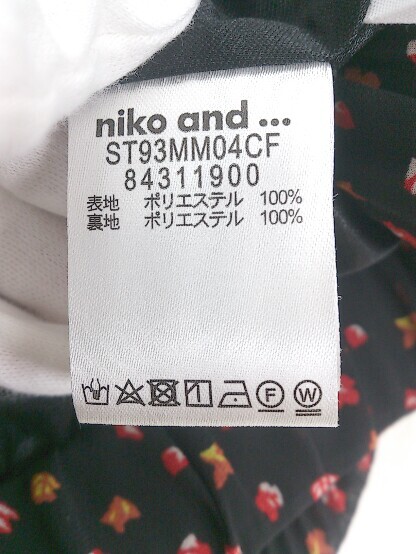 niko and ...
ST93MM04CF
84311900
表地 ポリエステル 100%
裏地 ポリエステル 100%
F W